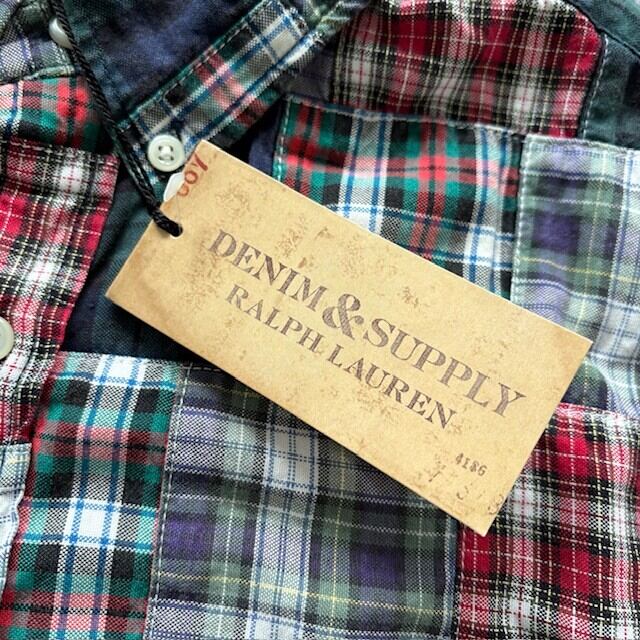 DENIM & SUPPLY
RALPH LAUREN
4186